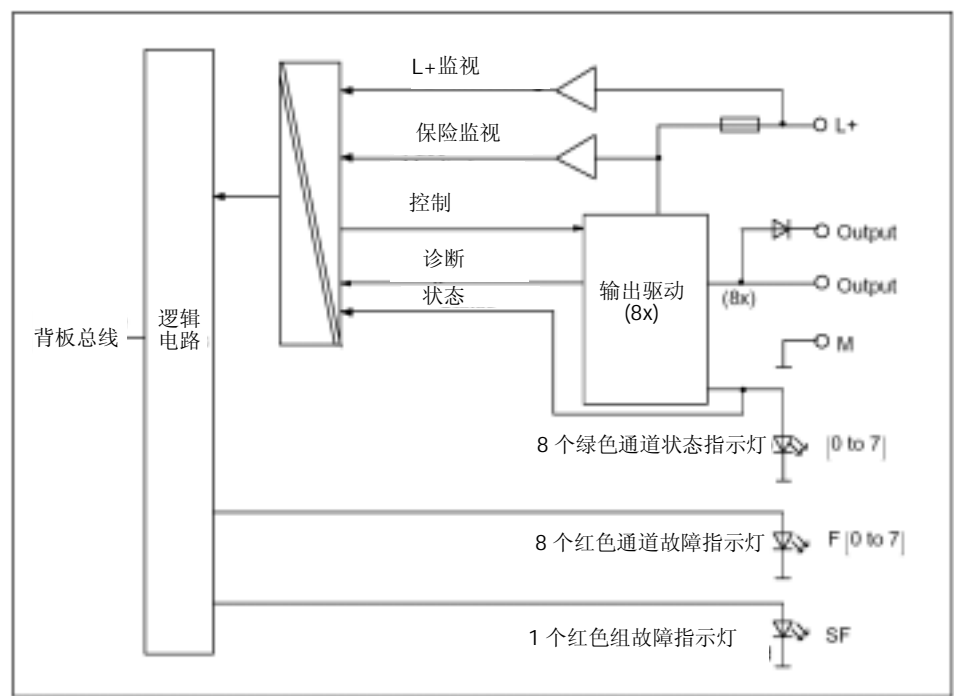 L+监视
保险监视
L+
控制
Output
诊断
Output
状态
输出驱动
(8x)
(8x)
背板总线
逻辑
电路
M
8 个绿色通道状态指示灯
[0 to 7]
8 个红色通道故障指示灯
F [0 to 7]
1 个红色组故障指示灯
SF